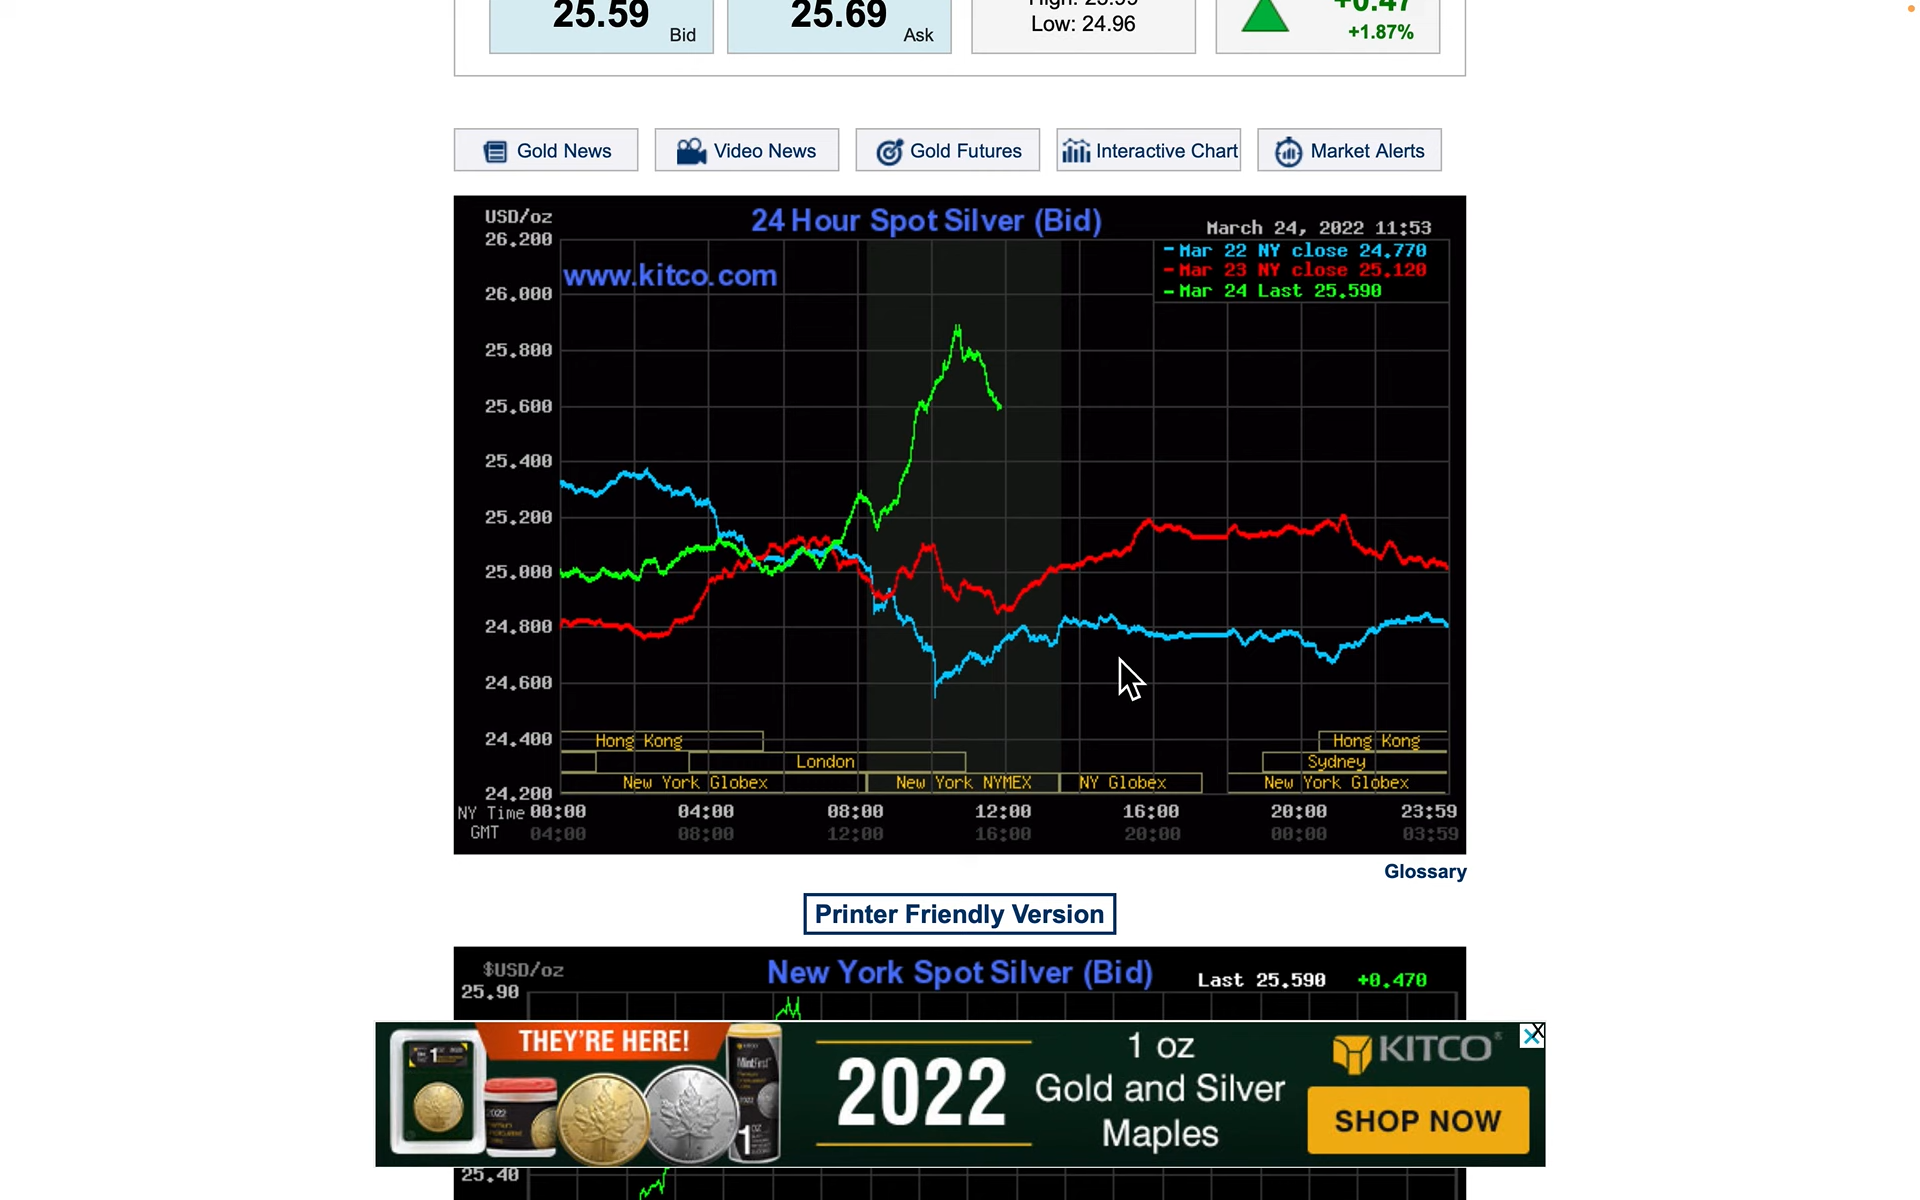 25.59
Bid
25.69
Ask
Low: 24.96
+0.47
+1.87%
Gold News
Video News
Gold Futures
Interactive Chart
Market Alerts
USD/oz
24 Hour Spot Silver (Bid)
March 24, 2022 11:53
26.200
Mar 22 NY close 24.770
www.kitco.com
Mar 23 NY close 25.120
26.000
Mar 24 Last 25.590
25.800
25.600
25.400
25.200
25.000
24.800
24.600
24.400
Hong Kong
Hong Kong
London
Sydney
New York Globex
New York NYMEX
NY Globex
New York Globex
24.200
NY Time 00:00 04:00 08:00 12:00 16:00 20:00 23:59
GMT 04:00 08:00 12:00 16:00 20:00 00:00 03:59
Glossary
Printer Friendly Version
$USD/oz
New York Spot Silver (Bid)
Last 25.590 +0.470
25.90
THEY'RE HERE!
2022
1 oz
Gold and Silver
Maples
KITCO
SHOP NOW
25.40